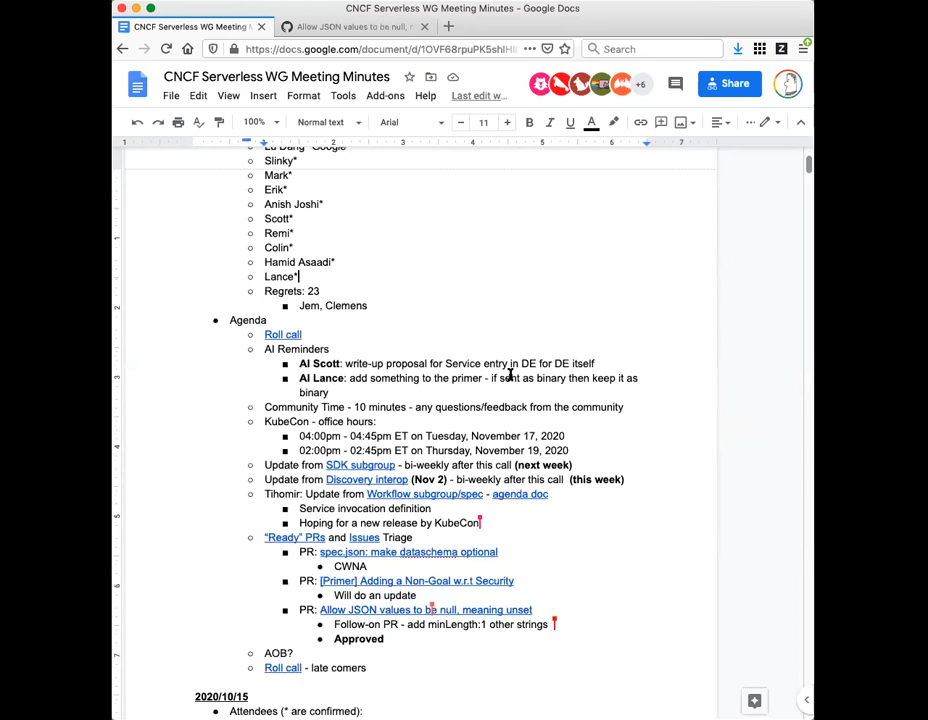 CNCF Serverless WG Meeting Minutes - Google Docs
CNCF Serverless WG Meeting M
Allow JSON values to be null, m
https://docs.google.com/document/d/1OVF68rpuPK5shIHI
Search
CNCF Serverless WG Meeting Minutes
+6
Share
File Edit View Insert Format Tools Add-ons Help Last edit w...
100% Normal text Arial 11 B I U A
1 1 2 3 4 5 6 7
Slinky*
Mark*
Erik*
Anish Joshi*
Scott*
Remi*
Colin*
Hamid Asaadi*
Lance*
Regrets: 23
Jem, Clemens
Agenda
Roll call
AI Reminders
AI Scott: write-up proposal for Service entry in DE for DE itself
AI Lance: add something to the primer - if sent as binary then keep it as
binary
Community Time - 10 minutes - any questions/feedback from the community
KubeCon - office hours:
04:00pm - 04:45pm ET on Tuesday, November 17, 2020
02:00pm - 02:45pm ET on Thursday, November 19, 2020
Update from SDK subgroup - bi-weekly after this call (next week)
Update from Discovery interop (Nov 2) - bi-weekly after this call (this week)
Tihomir: Update from Workflow subgroup/spec - agenda doc
Service invocation definition
Hoping for a new release by KubeCon
"Ready" PRs and Issues Triage
PR: spec.json: make dataschema optional
CWNA
PR: [Primer] Adding a Non-Goal w.r.t Security
Will do an update
PR: Allow JSON values to be null, meaning unset
Follow-on PR - add minLength:1 other strings
Approved
AOB?
Roll call - late comers
2020/10/15
Attendees (* are confirmed):